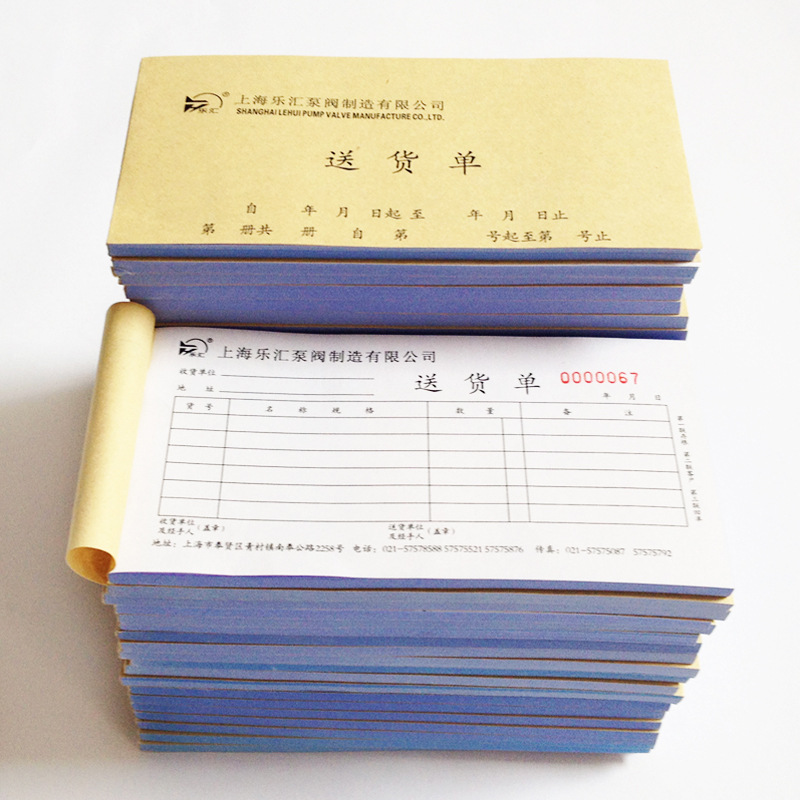 乐汇®
上海乐汇泵阀制造有限公司
SHANGHAI LEHUI PUMP VALVE MANUFACTURE CO.,LTD.
送货单
自 年 月 日起至 年 月 日止
第 册共 册 自 第 号起至第 号止
乐汇
上海乐汇泵阀制造有限公司
收货单位
地 址
送货单 0000067
年 月 日
货号 名称规格 数量 备注
收货单位
及经手人(盖章)
送货单位
及经手人(盖章)
地址:上海市奉贤区青村镇南奉公路2258号 电话:021-57578588 57575521 57575876 传真:021-57575087 57575792